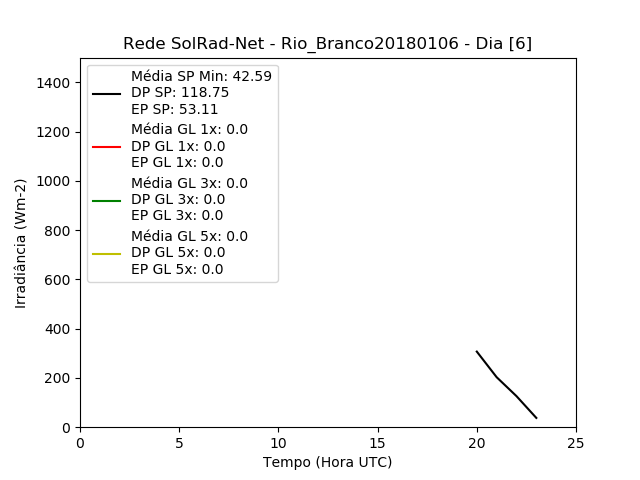 Rede SolRad-Net - Rio_Branco20180106 - Dia [6]
Média SP Min: 42.59
DP SP: 118.75
EP SP: 53.11
Média GL 1x: 0.0
DP GL 1x: 0.0
EP GL 1x: 0.0
Média GL 3x: 0.0
DP GL 3x: 0.0
EP GL 3x: 0.0
Média GL 5x: 0.0
DP GL 5x: 0.0
EP GL 5x: 0.0
Irradiância (Wm-2)
1400
1200
1000
800
600
400
200
0
0 5 10 15 20 25
Tempo (Hora UTC)